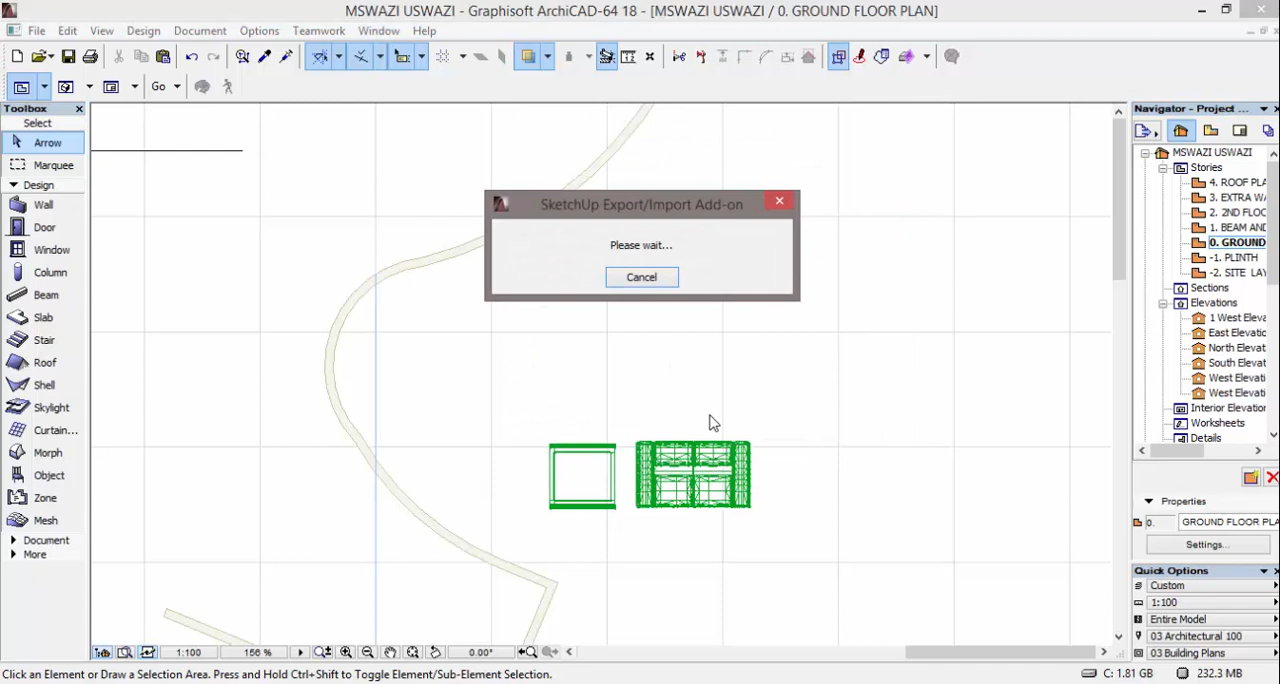 MSWAZI USWAZI - Graphisoft ArchiCAD-64 18 - [MSWAZI USWAZI / 0. GROUND FLOOR PLAN]
File Edit View Design Document Options Teamwork Window Help
Go
Toolbox
Select
Arrow
Marquee
Design
Wall
Door
Window
Column
Beam
Slab
Stair
Roof
Shell
Skylight
Curtain...
Morph
Object
Zone
Mesh
Document
More
SketchUp Export/Import Add-on
Please wait...
Cancel
Navigator - Project ...
MSWAZI USWAZI
Stories
4. ROOF PLA
3. EXTRA WA
2. 2ND FLOO
1. BEAM AND
0. GROUND
-1. PLINTH
-2. SITE LAY
Sections
Elevations
1 West Eleva
East Elevatio
North Elevati
South Elevati
West Elevati
West Elevati
Interior Elevation
Worksheets
Details
Properties
0. GROUND FLOOR PLA
Settings...
Quick Options
Custom
1:100
Entire Model
03 Architectural 100
03 Building Plans
1:100 156 % 0.00°
Click an Element or Draw a Selection Area. Press and Hold Ctrl+Shift to Toggle Element/Sub-Element Selection.
C: 1.81 GB 232.3 MB